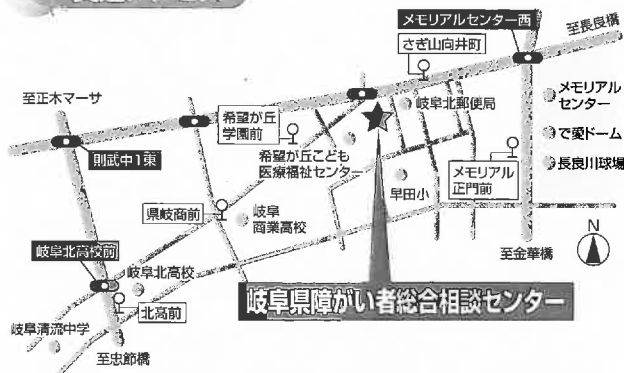 メモリアルセンター西
至長良橋
さぎ山向井町
至正木マーサ
希望が丘
学園前
岐阜北郵便局
メモリアル
センター
で愛ドーム
長良川球場
則武中1東
希望が丘こども
医療福祉センター
メモリアル
正門前
早田小
県岐商前
岐阜
商業高校
至金華橋
N
岐阜北高校前
岐阜北高校
北高前
岐阜県障がい者総合相談センター
岐阜清流中学
至忠節橋